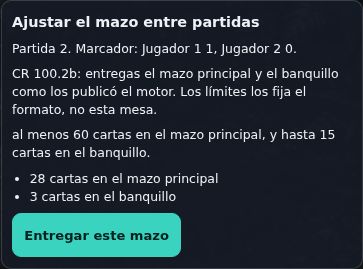 Ajustar el mazo entre partidas
Partida 2. Marcador: Jugador 1 1, Jugador 2 0.
CR 100.2b: entregas el mazo principal y el banquillo
como los publicó el motor. Los límites los fija el
formato, no esta mesa.
al menos 60 cartas en el mazo principal, y hasta 15
cartas en el banquillo.
• 28 cartas en el mazo principal
• 3 cartas en el banquillo
Entregar este mazo